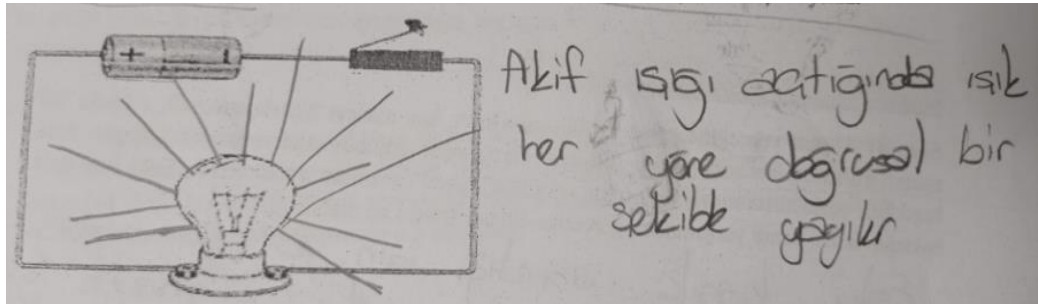 Akif ışığı açtığında ışık
her yöne doğrusal bir
şekilde yayılır